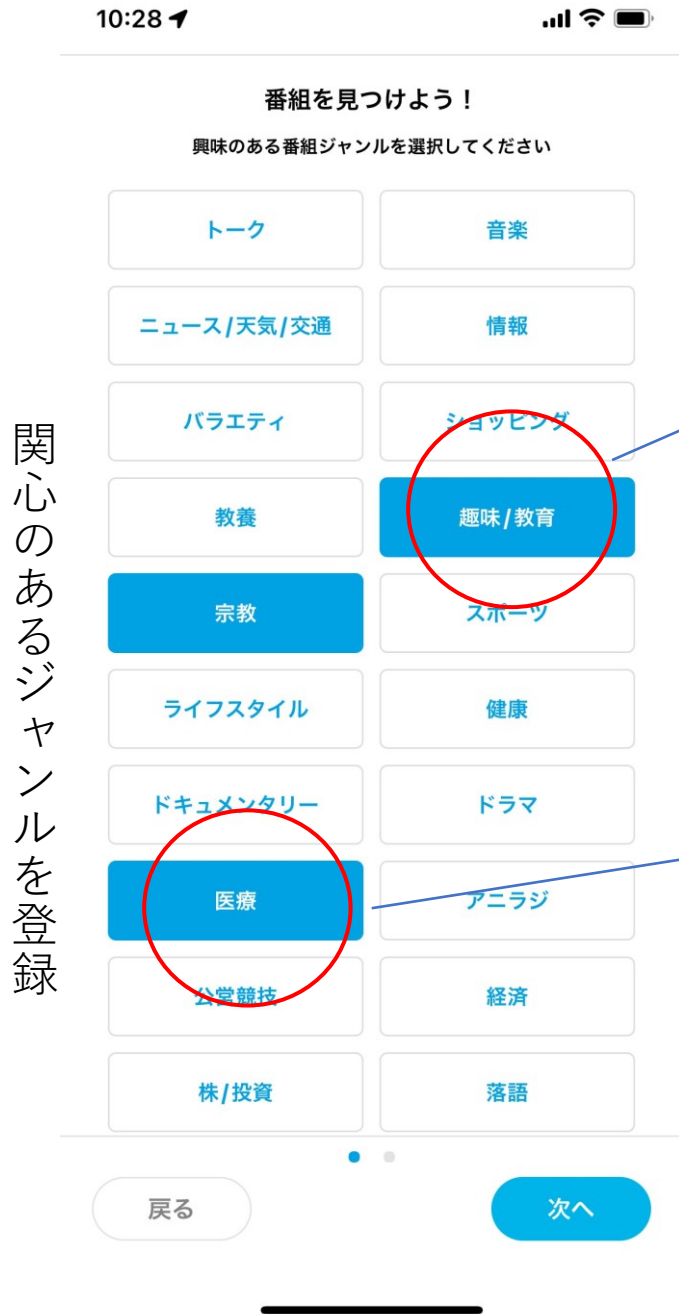 10:28
番組を見つけよう！
興味のある番組ジャンルを選択してください
トーク
音楽
ニュース/天気/交通
情報
バラエティ
ショッピング
教養
趣味/教育
宗教
スポーツ
ライフスタイル
健康
ドキュメンタリー
ドラマ
医療
アニラジ
公営競技
経済
株/投資
落語
戻る
次へ
関心のあるジャンルを登録